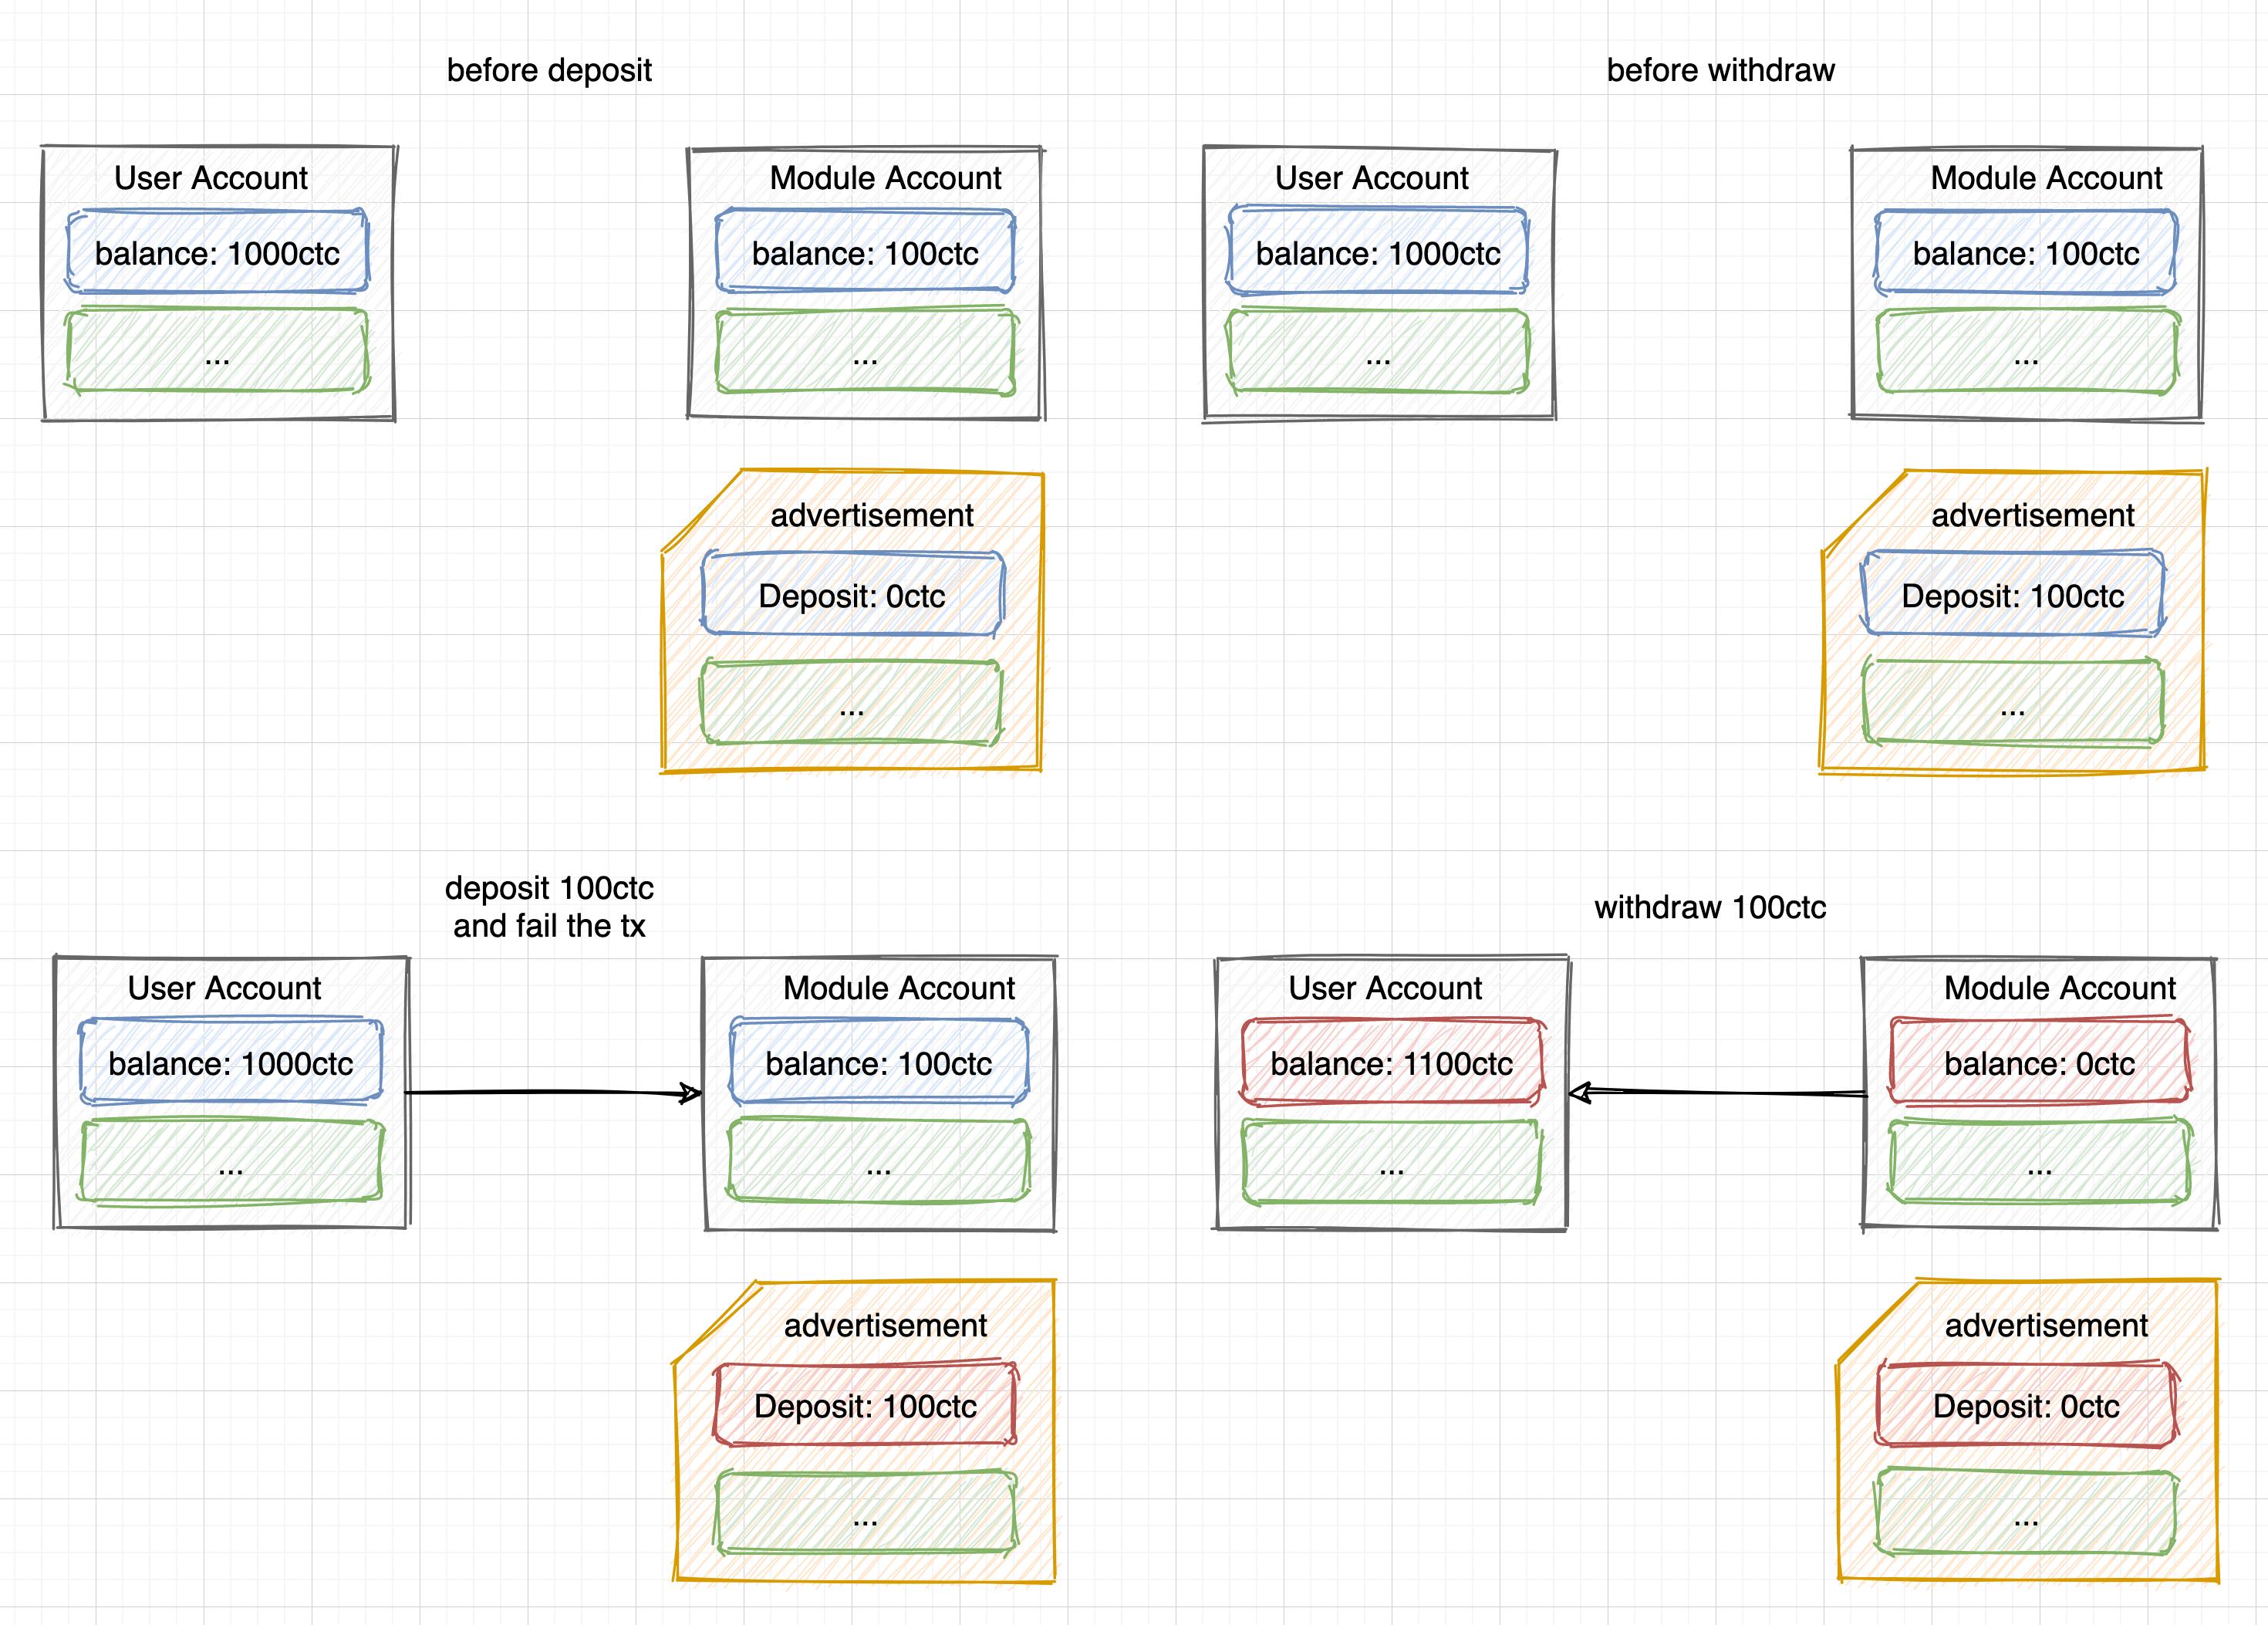 before deposit
before withdraw
User Account
balance: 1000ctc
...
Module Account
balance: 100ctc
...
User Account
balance: 1000ctc
...
Module Account
balance: 100ctc
...
advertisement
Deposit: 0ctc
...
advertisement
Deposit: 100ctc
...
deposit 100ctc
and fail the tx
withdraw 100ctc
User Account
balance: 1000ctc
...
Module Account
balance: 100ctc
...
User Account
balance: 1100ctc
...
Module Account
balance: 0ctc
...
advertisement
Deposit: 100ctc
...
advertisement
Deposit: 0ctc
...